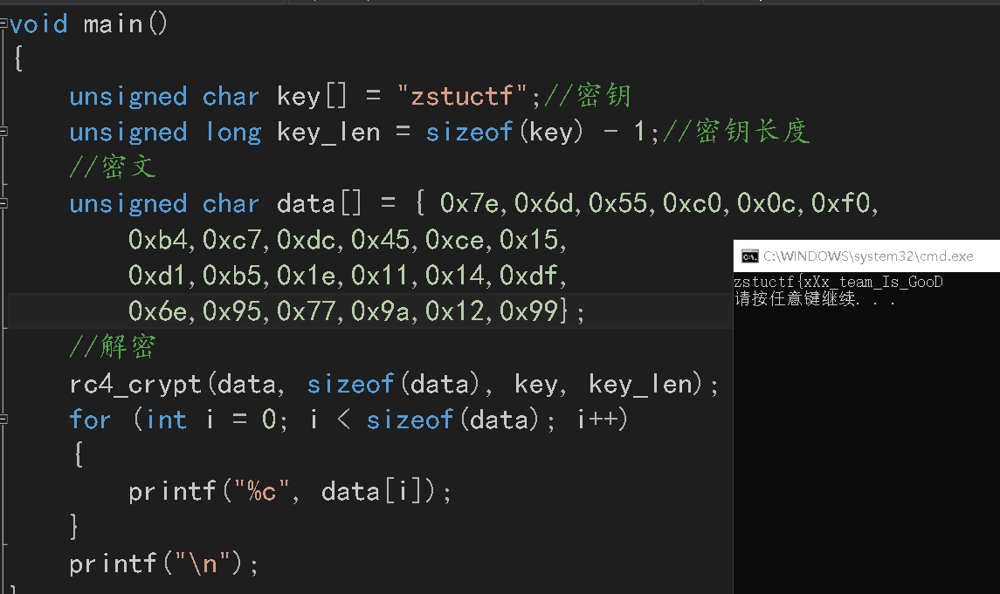 void main()
{
unsigned char key[] = "zstuctf";//密钥
unsigned long key_len = sizeof(key) - 1;//密钥长度
//密文
unsigned char data[] = { 0x7e,0x6d,0x55,0xc0,0x0c,0xf0,
0xb4,0xc7,0xdc,0x45,0xce,0x15,
0xd1,0xb5,0x1e,0x11,0x14,0xdf,
0x6e,0x95,0x77,0x9a,0x12,0x99};
//解密
rc4_crypt(data, sizeof(data), key, key_len);
for (int i = 0; i < sizeof(data); i++)
{
printf("%c", data[i]);
}
printf("\n");
C:\WINDOWS\system32\cmd.exe
zstuctf{xXx_team_Is_GooD
请按任意键继续. . .